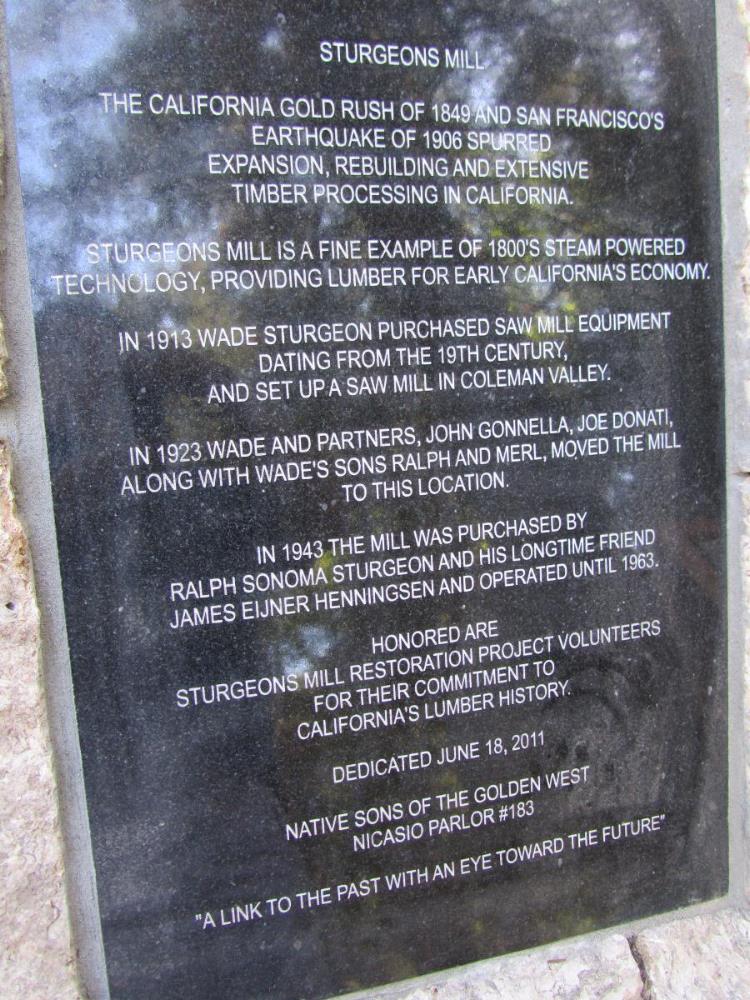 STURGEONS MILL
THE CALIFORNIA GOLD RUSH OF 1849 AND SAN FRANCISCO'S
EARTHQUAKE OF 1906 SPURRED
EXPANSION, REBUILDING AND EXTENSIVE
TIMBER PROCESSING IN CALIFORNIA.
STURGEONS MILL IS A FINE EXAMPLE OF 1800'S STEAM POWERED
TECHNOLOGY, PROVIDING LUMBER FOR EARLY CALIFORNIA'S ECONOMY.
IN 1913 WADE STURGEON PURCHASED SAW MILL EQUIPMENT
DATING FROM THE 19TH CENTURY,
AND SET UP A SAW MILL IN COLEMAN VALLEY.
IN 1923 WADE AND PARTNERS, JOHN GONNELLA, JOE DONATI,
ALONG WITH WADE'S SONS RALPH AND MERL, MOVED THE MILL
TO THIS LOCATION.
IN 1943 THE MILL WAS PURCHASED BY
RALPH SONOMA STURGEON AND HIS LONGTIME FRIEND
JAMES EIJNER HENNINGSEN AND OPERATED UNTIL 1963.
HONORED ARE
STURGEONS MILL RESTORATION PROJECT VOLUNTEERS
FOR THEIR COMMITMENT TO
CALIFORNIA'S LUMBER HISTORY.
DEDICATED JUNE 18, 2011
NATIVE SONS OF THE GOLDEN WEST
NICASIO PARLOR #183
"A LINK TO THE PAST WITH AN EYE TOWARD THE FUTURE"